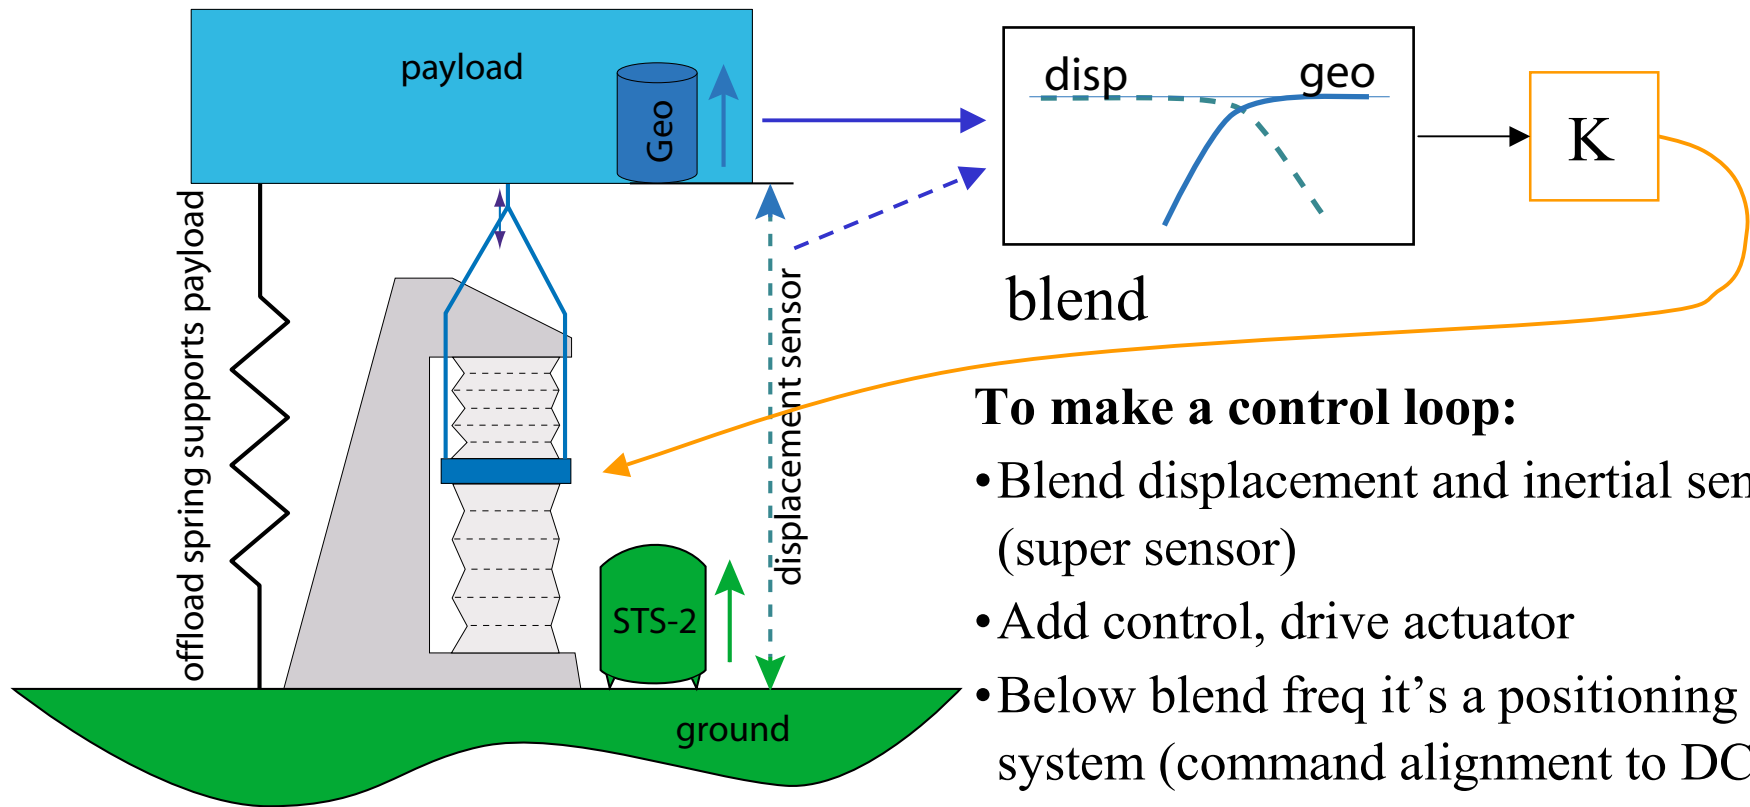 payload
Geo
disp
geo
K
blend
offload spring supports payload
displacement sensor
STS-2
ground
To make a control loop:
•Blend displacement and inertial sen
(super sensor)
•Add control, drive actuator
•Below blend freq it’s a positioning
system (command alignment to DC